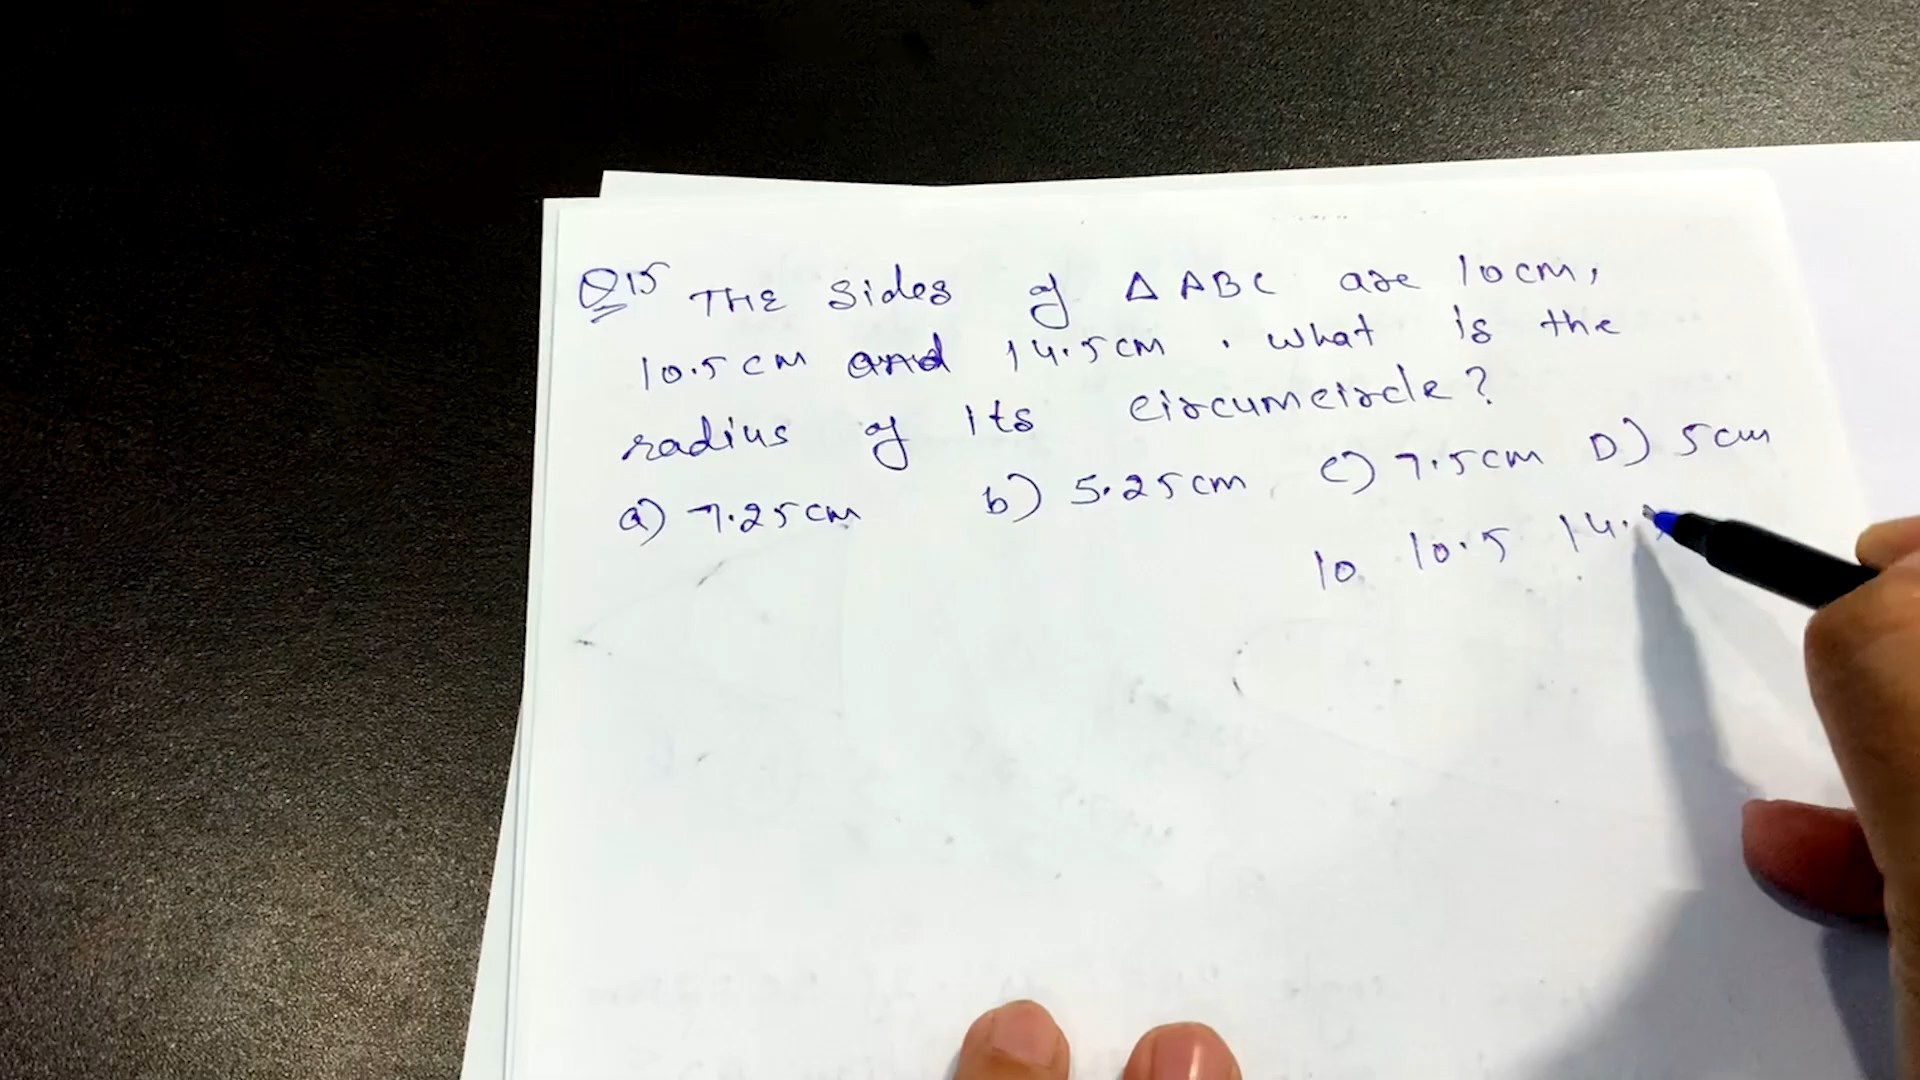 Q15 THE sides of Δ ABC are 10cm,
10.5cm and 14.5cm . what is the
radius of its circumcircle?
a) 7.25cm b) 5.25cm c) 7.5cm D) 5cm
10 10.5 14.